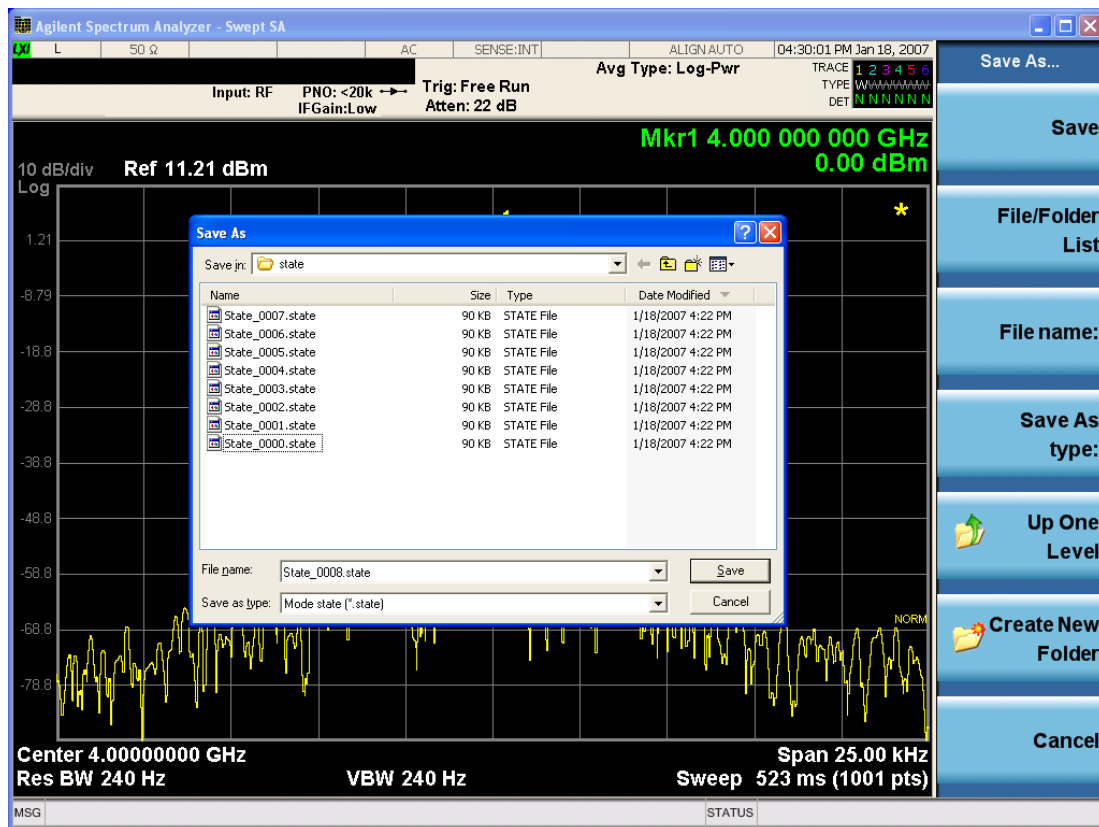 Agilent Spectrum Analyzer - Swept SA
LXI L 50 Ω AC SENSE:INT ALIGN AUTO 04:30:01 PM Jan 18, 2007
Input: RF PNO: <20k Trig: Free Run Avg Type: Log-Pwr TRACE 1 2 3 4 5 6
IFGain:Low Atten: 22 dB TYPE W
DET N N N N N N
Mkr1 4.000 000 000 GHz
0.00 dBm
10 dB/div Ref 11.21 dBm
Log
1.21
-8.79
-18.8
-28.8
-38.8
-48.8
-58.8
-68.8
-78.8
NORM
Save As
Save in: state
Name Size Type Date Modified
State_0007.state 90 KB STATE File 1/18/2007 4:22 PM
State_0006.state 90 KB STATE File 1/18/2007 4:22 PM
State_0005.state 90 KB STATE File 1/18/2007 4:22 PM
State_0004.state 90 KB STATE File 1/18/2007 4:22 PM
State_0003.state 90 KB STATE File 1/18/2007 4:22 PM
State_0002.state 90 KB STATE File 1/18/2007 4:22 PM
State_0001.state 90 KB STATE File 1/18/2007 4:22 PM
State_0000.state 90 KB STATE File 1/18/2007 4:22 PM
File name: State_0008.state Save
Save as type: Mode state (*.state) Cancel
Center 4.00000000 GHz Span 25.00 kHz
Res BW 240 Hz VBW 240 Hz Sweep 523 ms (1001 pts)
MSG STATUS
Save As...
Save
File/Folder
List
File name:
Save As
type:
Up One
Level
Create New
Folder
Cancel